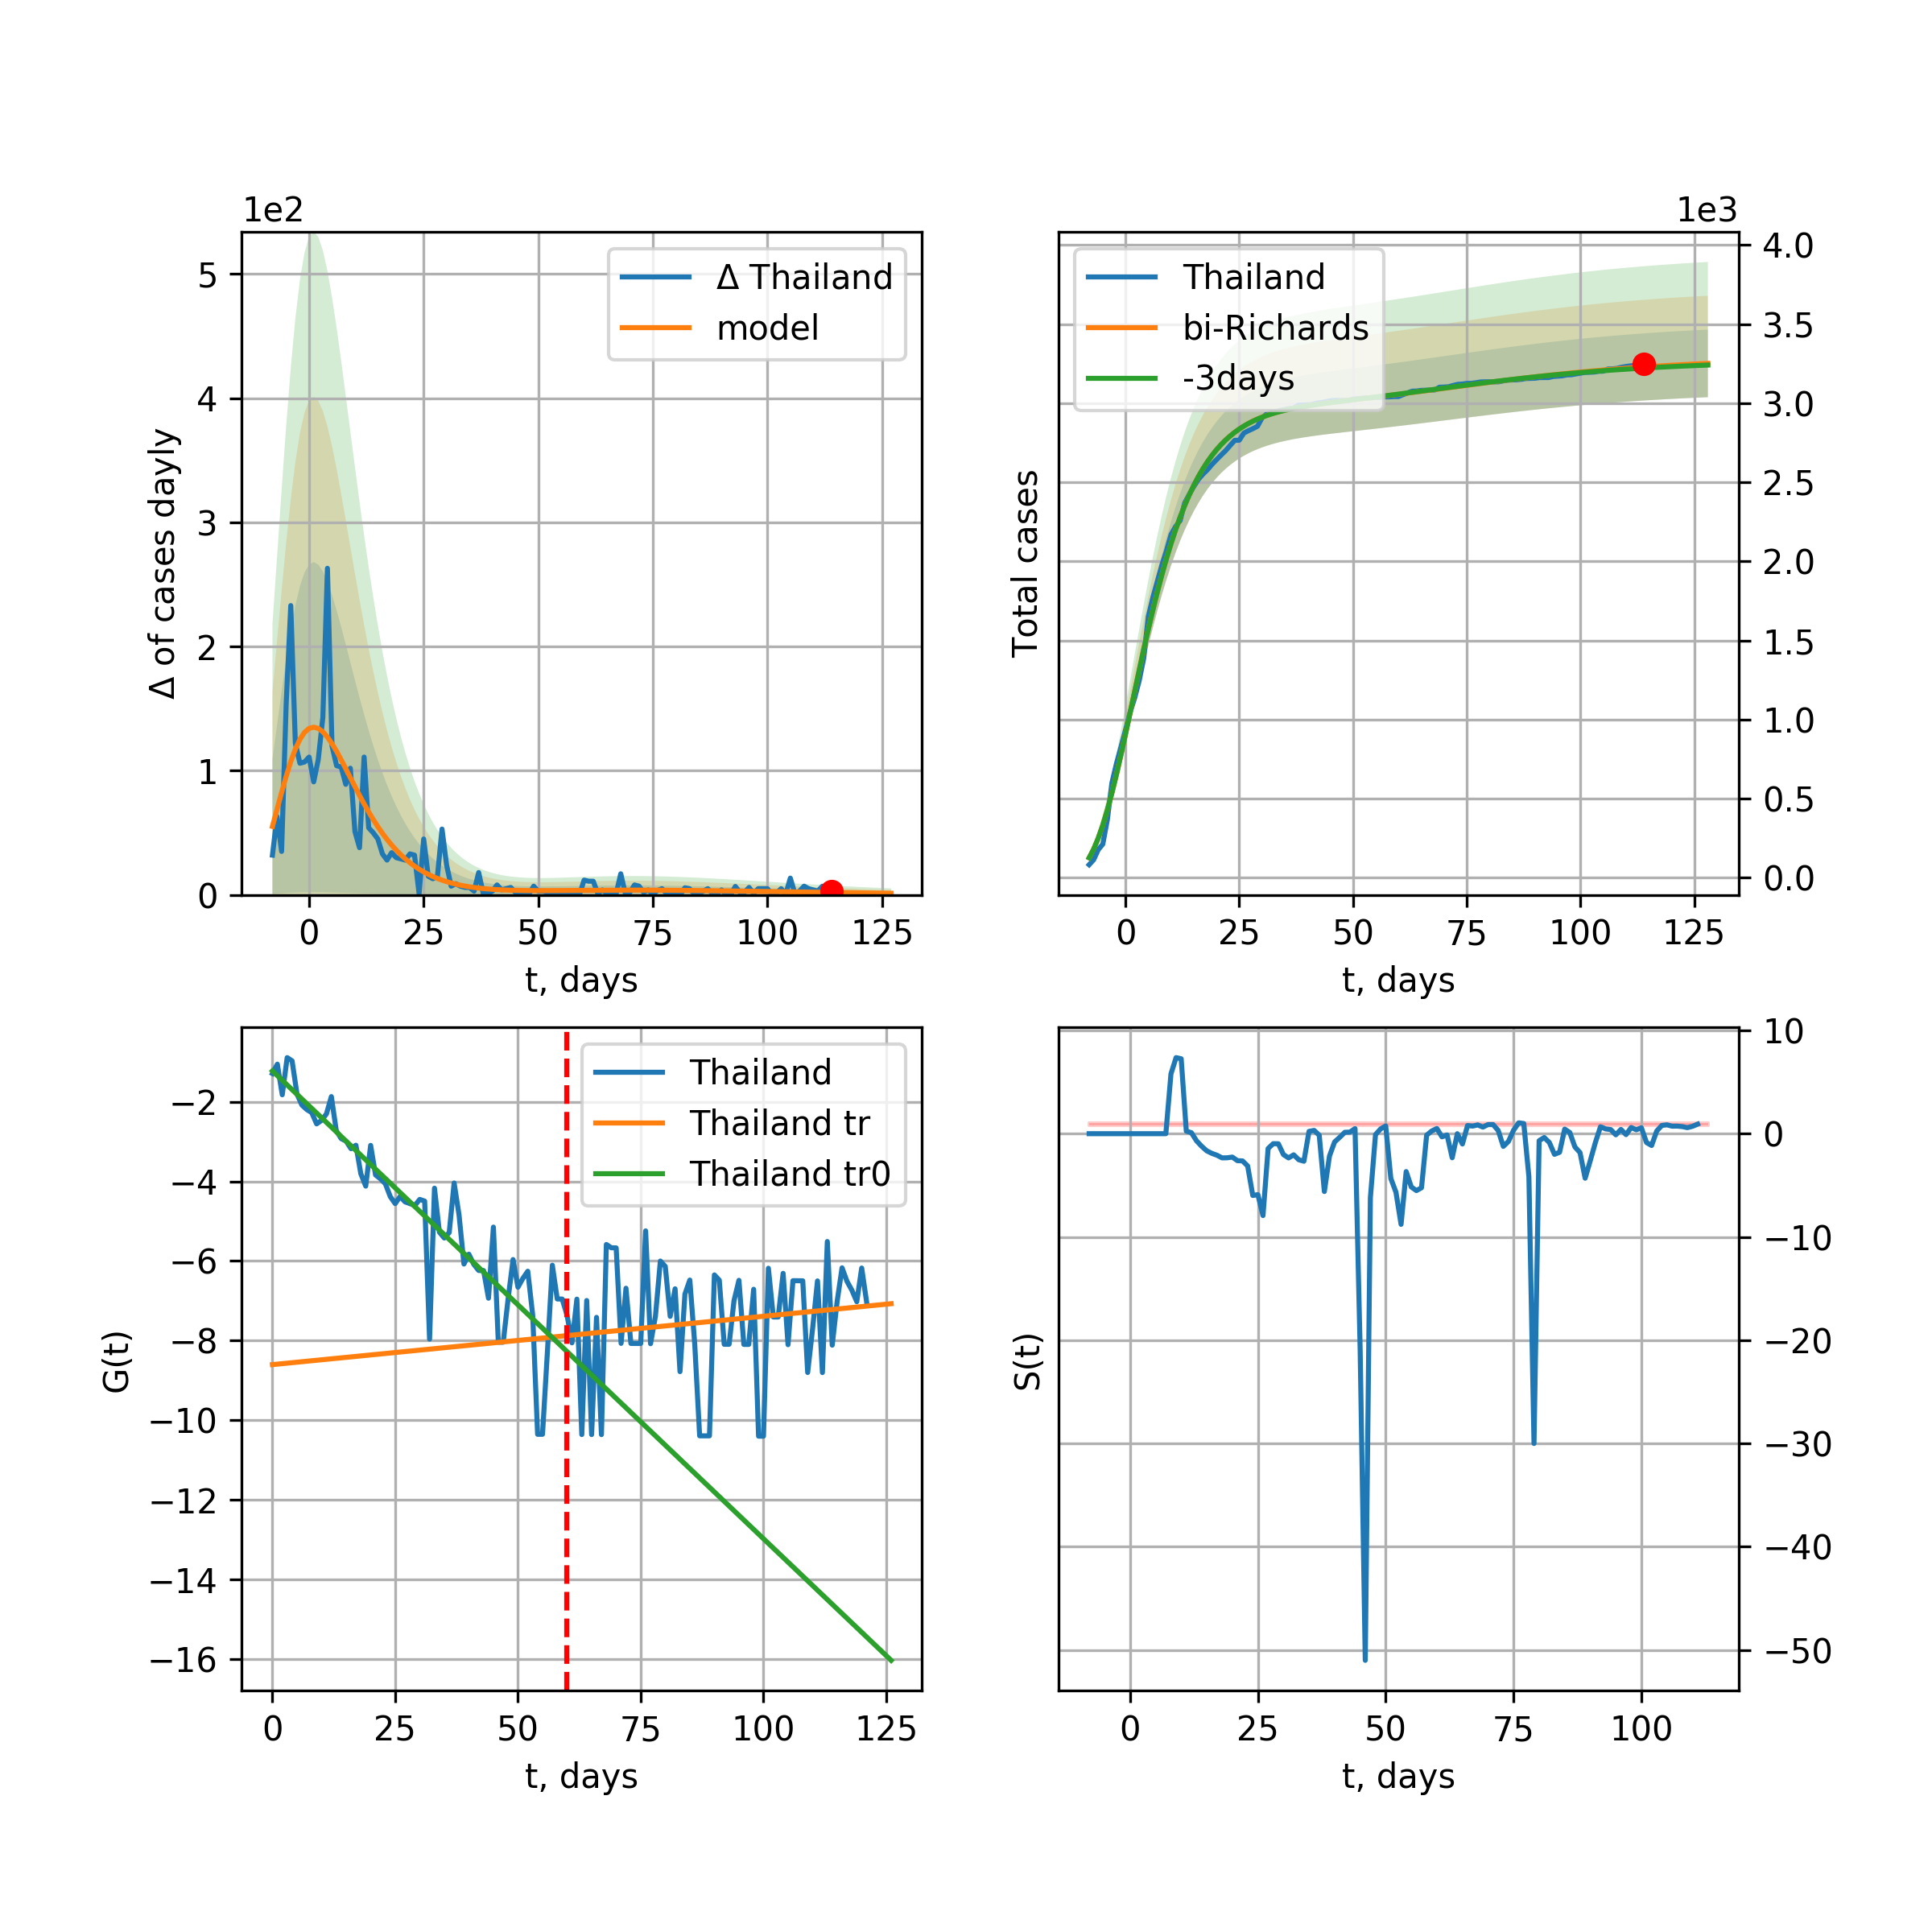 1e2
Δ of cases dayly
5
4
3
2
1
0
Δ Thailand
model
0 25 50 75 100 125
t, days
1e3
Total cases
4.0
3.5
3.0
2.5
2.0
1.5
1.0
0.5
0.0
Thailand
bi-Richards
-3days
0 25 50 75 100 125
t, days
G(t)
−2
−4
−6
−8
−10
−12
−14
−16
Thailand
Thailand tr
Thailand tr0
0 25 50 75 100 125
t, days
S(t)
10
0
−10
−20
−30
−40
−50
0 25 50 75 100
t, days